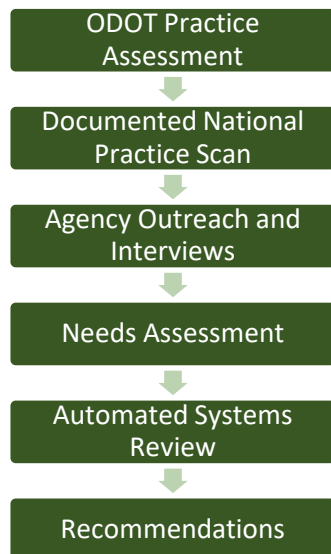 ODOT Practice
Assessment
Documented National
Practice Scan
Agency Outreach and
Interviews
Needs Assessment
Automated Systems
Review
Recommendations